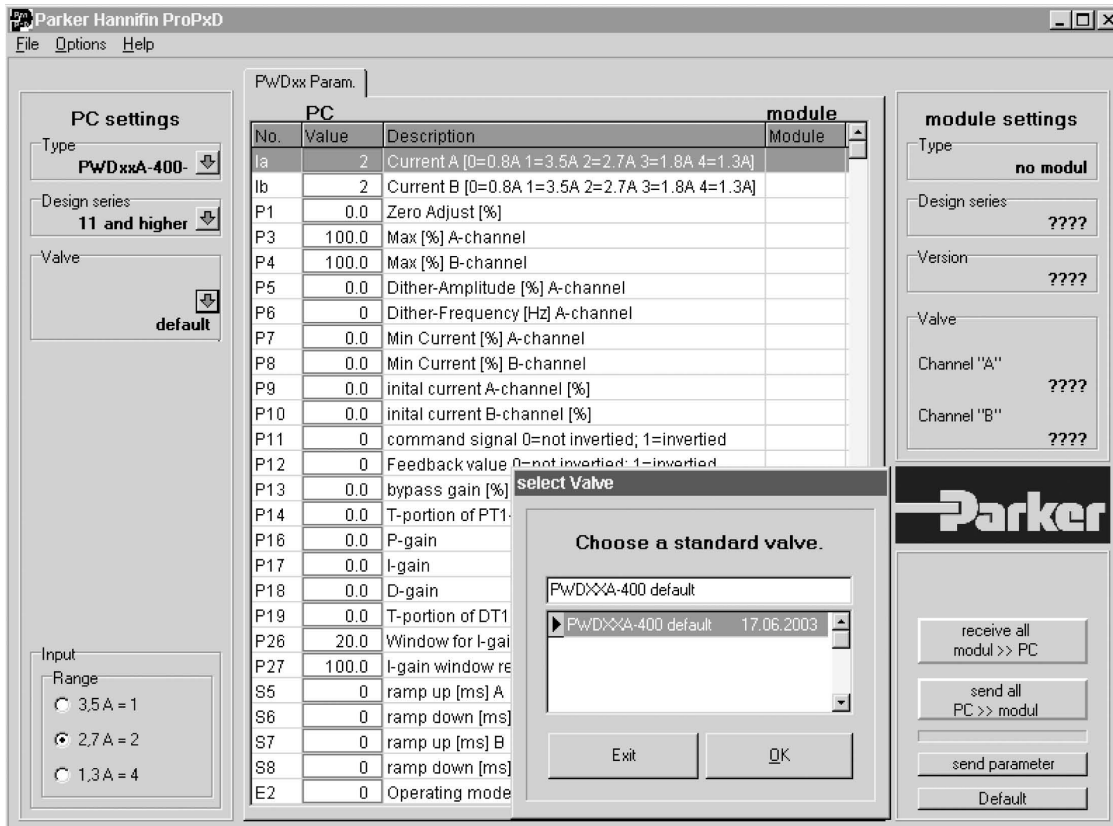 Parker Hannifin ProPxD
File Options Help
PC settings
Type
PWDxxA-400-
Design series
11 and higher
Valve
default
Input
Range
3,5 A = 1
2,7 A = 2
1,3 A = 4
PWDxx Param.
PC module
No. Value Description Module
Ia 2 Current A [0=0.8A 1=3.5A 2=2.7A 3=1.8A 4=1.3A]
Ib 2 Current B [0=0.8A 1=3.5A 2=2.7A 3=1.8A 4=1.3A]
P1 0.0 Zero Adjust [%]
P3 100.0 Max [%] A-channel
P4 100.0 Max [%] B-channel
P5 0.0 Dither-Amplitude [%] A-channel
P6 0 Dither-Frequency [Hz] A-channel
P7 0.0 Min Current [%] A-channel
P8 0.0 Min Current [%] B-channel
P9 0.0 inital current A-channel [%]
P10 0.0 inital current B-channel [%]
P11 0 command signal 0=not invertied; 1=invertied
P12 0 Feedback value 0=not invertied; 1=invertied
P13 0.0 bypass gain [%]
P14 0.0 T-portion of PT1-
P16 0.0 P-gain
P17 0.0 I-gain
P18 0.0 D-gain
P19 0.0 T-portion of DT1
P26 20.0 Window for I-gai
P27 100.0 I-gain window re
S5 0 ramp up [ms] A
S6 0 ramp down [ms]
S7 0 ramp up [ms] B
S8 0 ramp down [ms]
E2 0 Operating mode
select Valve
Choose a standard valve.
PWDXXA-400 default
PWDXXA-400 default 17.06.2003
Exit OK
module settings
Type
no modul
Design series
????
Version
????
Valve
Channel "A"
????
Channel "B"
????
Parker
receive all
modul >> PC
send all
PC >> modul
send parameter
Default